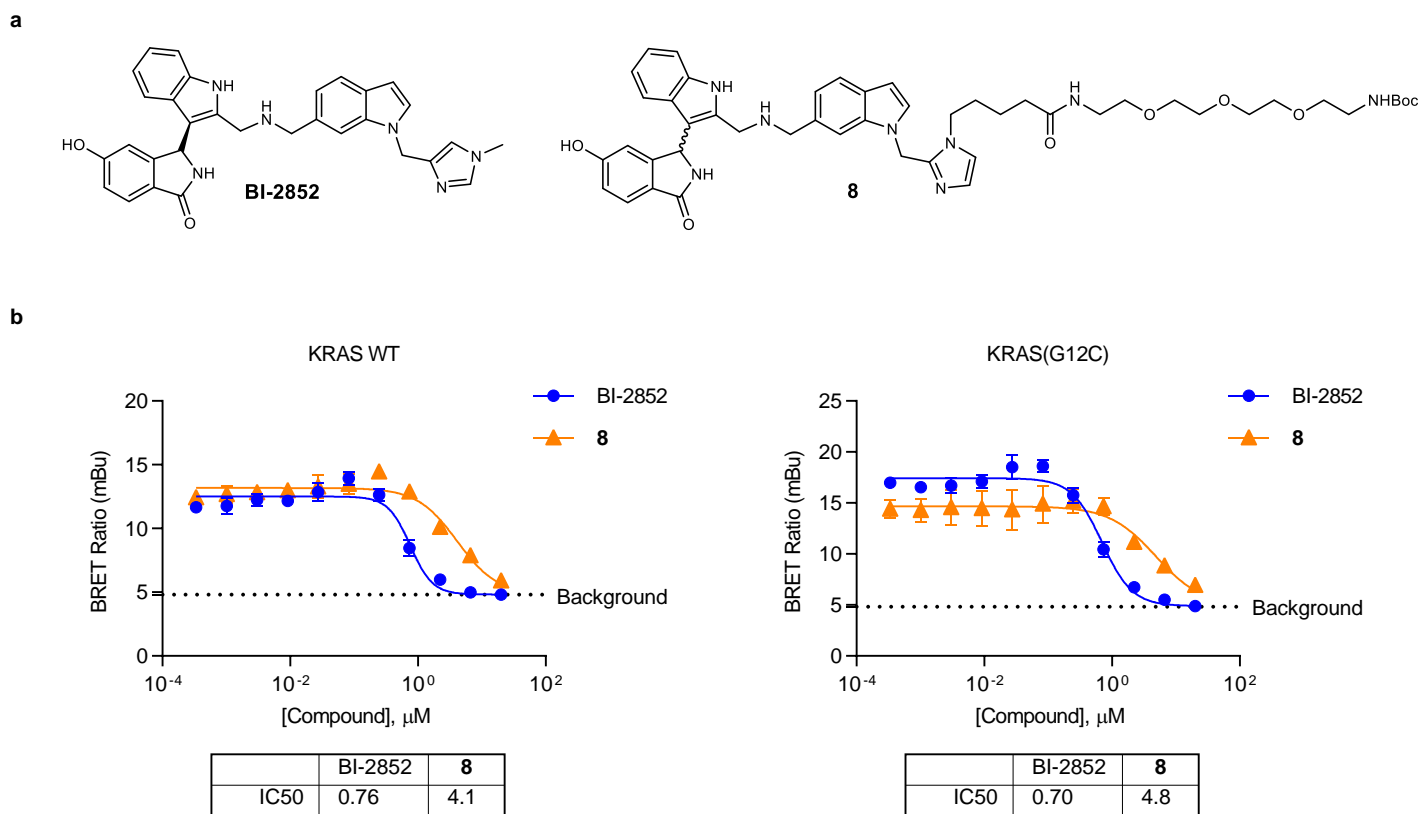 a
NH
H
N
N
HO
NH
N
N
O
BI-2852
NH
H
N
N
HO
NH
N
N
O
8
H
N
O
O
O
O
NHBoc
b
KRAS WT
BI-2852
8
20
15
10
5
0
BRET Ratio (mBu)
Background
10-4
10-2
100
102
[Compound], μM
BI-2852 8
IC50 0.76 4.1
KRAS(G12C)
BI-2852
8
25
20
15
10
5
0
BRET Ratio (mBu)
Background
10-4
10-2
100
102
[Compound], μM
BI-2852 8
IC50 0.70 4.8